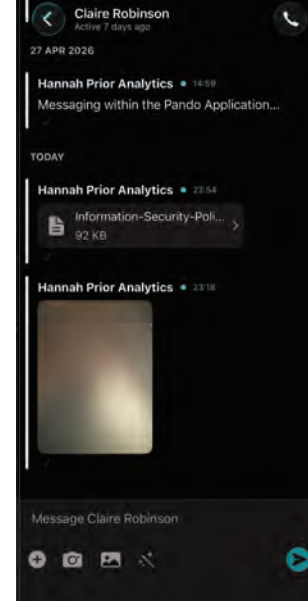 Claire Robinson
Active 7 days ago
27 APR 2026
Hannah Prior Analytics • 14:59
Messaging within the Pando Application...
TODAY
Hannah Prior Analytics • 22:54
Information-Security-Poli...
92 KB
Hannah Prior Analytics • 23:18
Message Claire Robinson